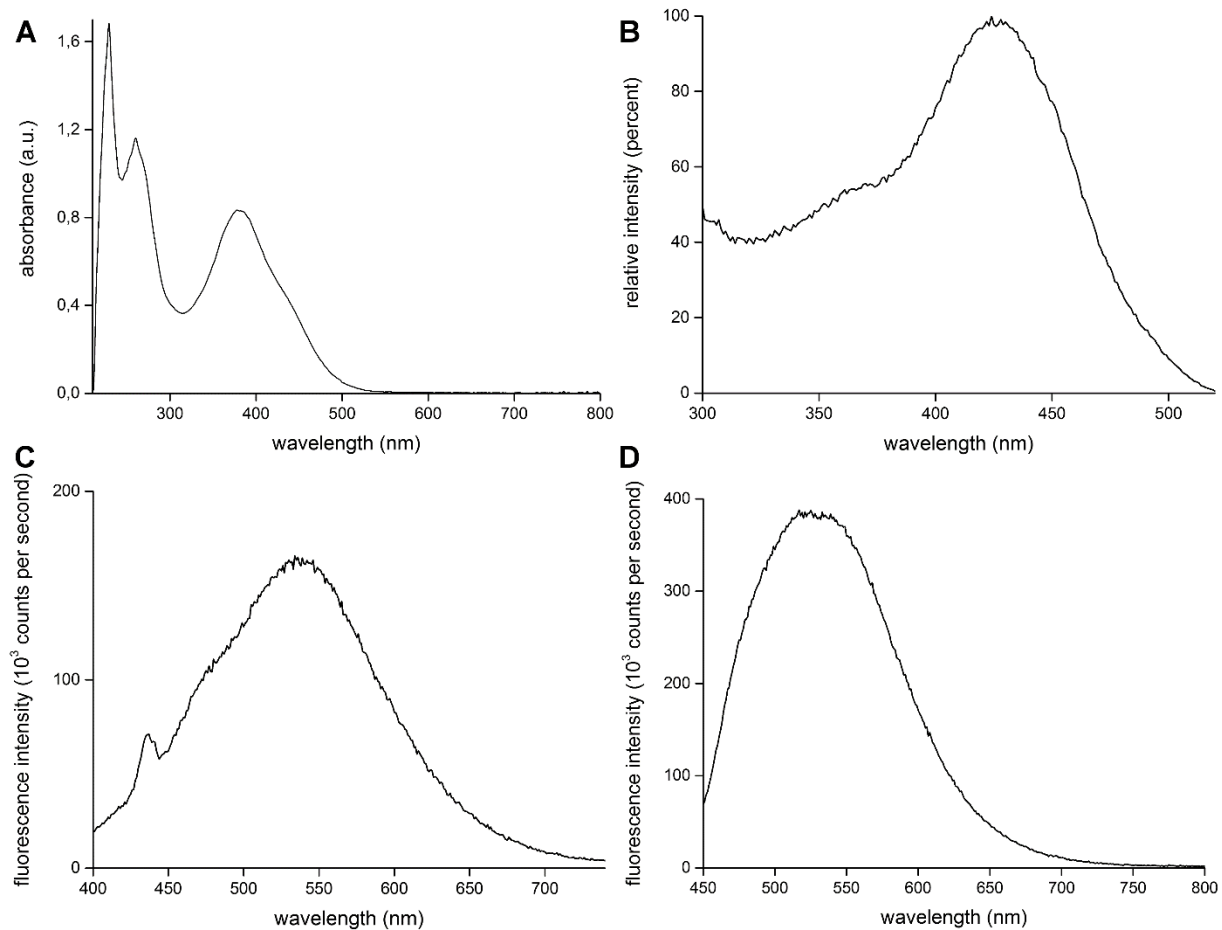 A
absorbance (a.u.)
1,6
1,2
0,8
0,4
0,0
300 400 500 600 700 800
wavelength (nm)
B
relative intensity (percent)
100
80
60
40
20
0
300 350 400 450 500
wavelength (nm)
C
fluorescence intensity (10³ counts per second)
200
100
0
400 450 500 550 600 650 700
wavelength (nm)
D
fluorescence intensity (10³ counts per second)
400
300
200
100
0
450 500 550 600 650 700 750 800
wavelength (nm)